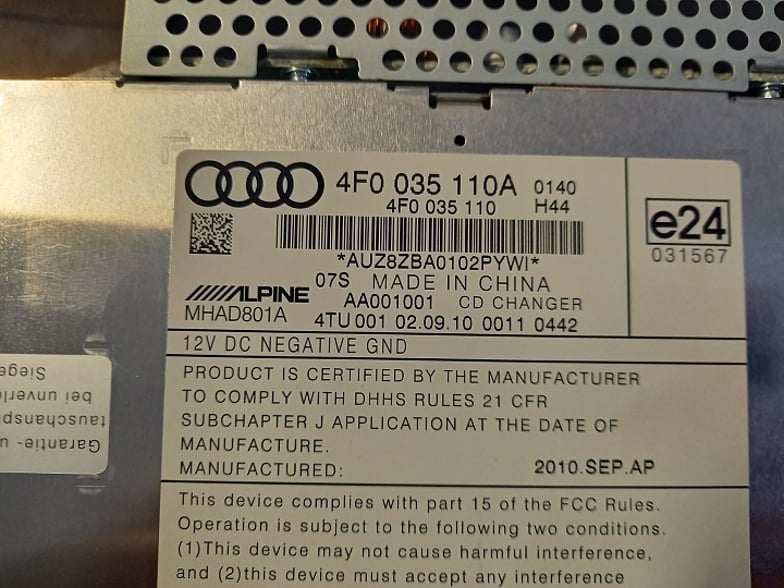 4F0 035 110A 0140
4F0 035 110 H44
*AUZ8ZBA0102PYWI*
07S MADE IN CHINA
ALPINE AA001001 CD CHANGER
MHAD801A 4TU 001 02.09.10 0011 0442
e24
031567
12V DC NEGATIVE GND
PRODUCT IS CERTIFIED BY THE MANUFACTURER
TO COMPLY WITH DHHS RULES 21 CFR
SUBCHAPTER J APPLICATION AT THE DATE OF
MANUFACTURE.
MANUFACTURED: 2010.SEP.AP
This device complies with part 15 of the FCC Rules.
Operation is subject to the following two conditions.
(1)This device may not cause harmful interference,
and (2)this device must accept any interference
Garantie- u
tauschansp
bei unverl
Siege